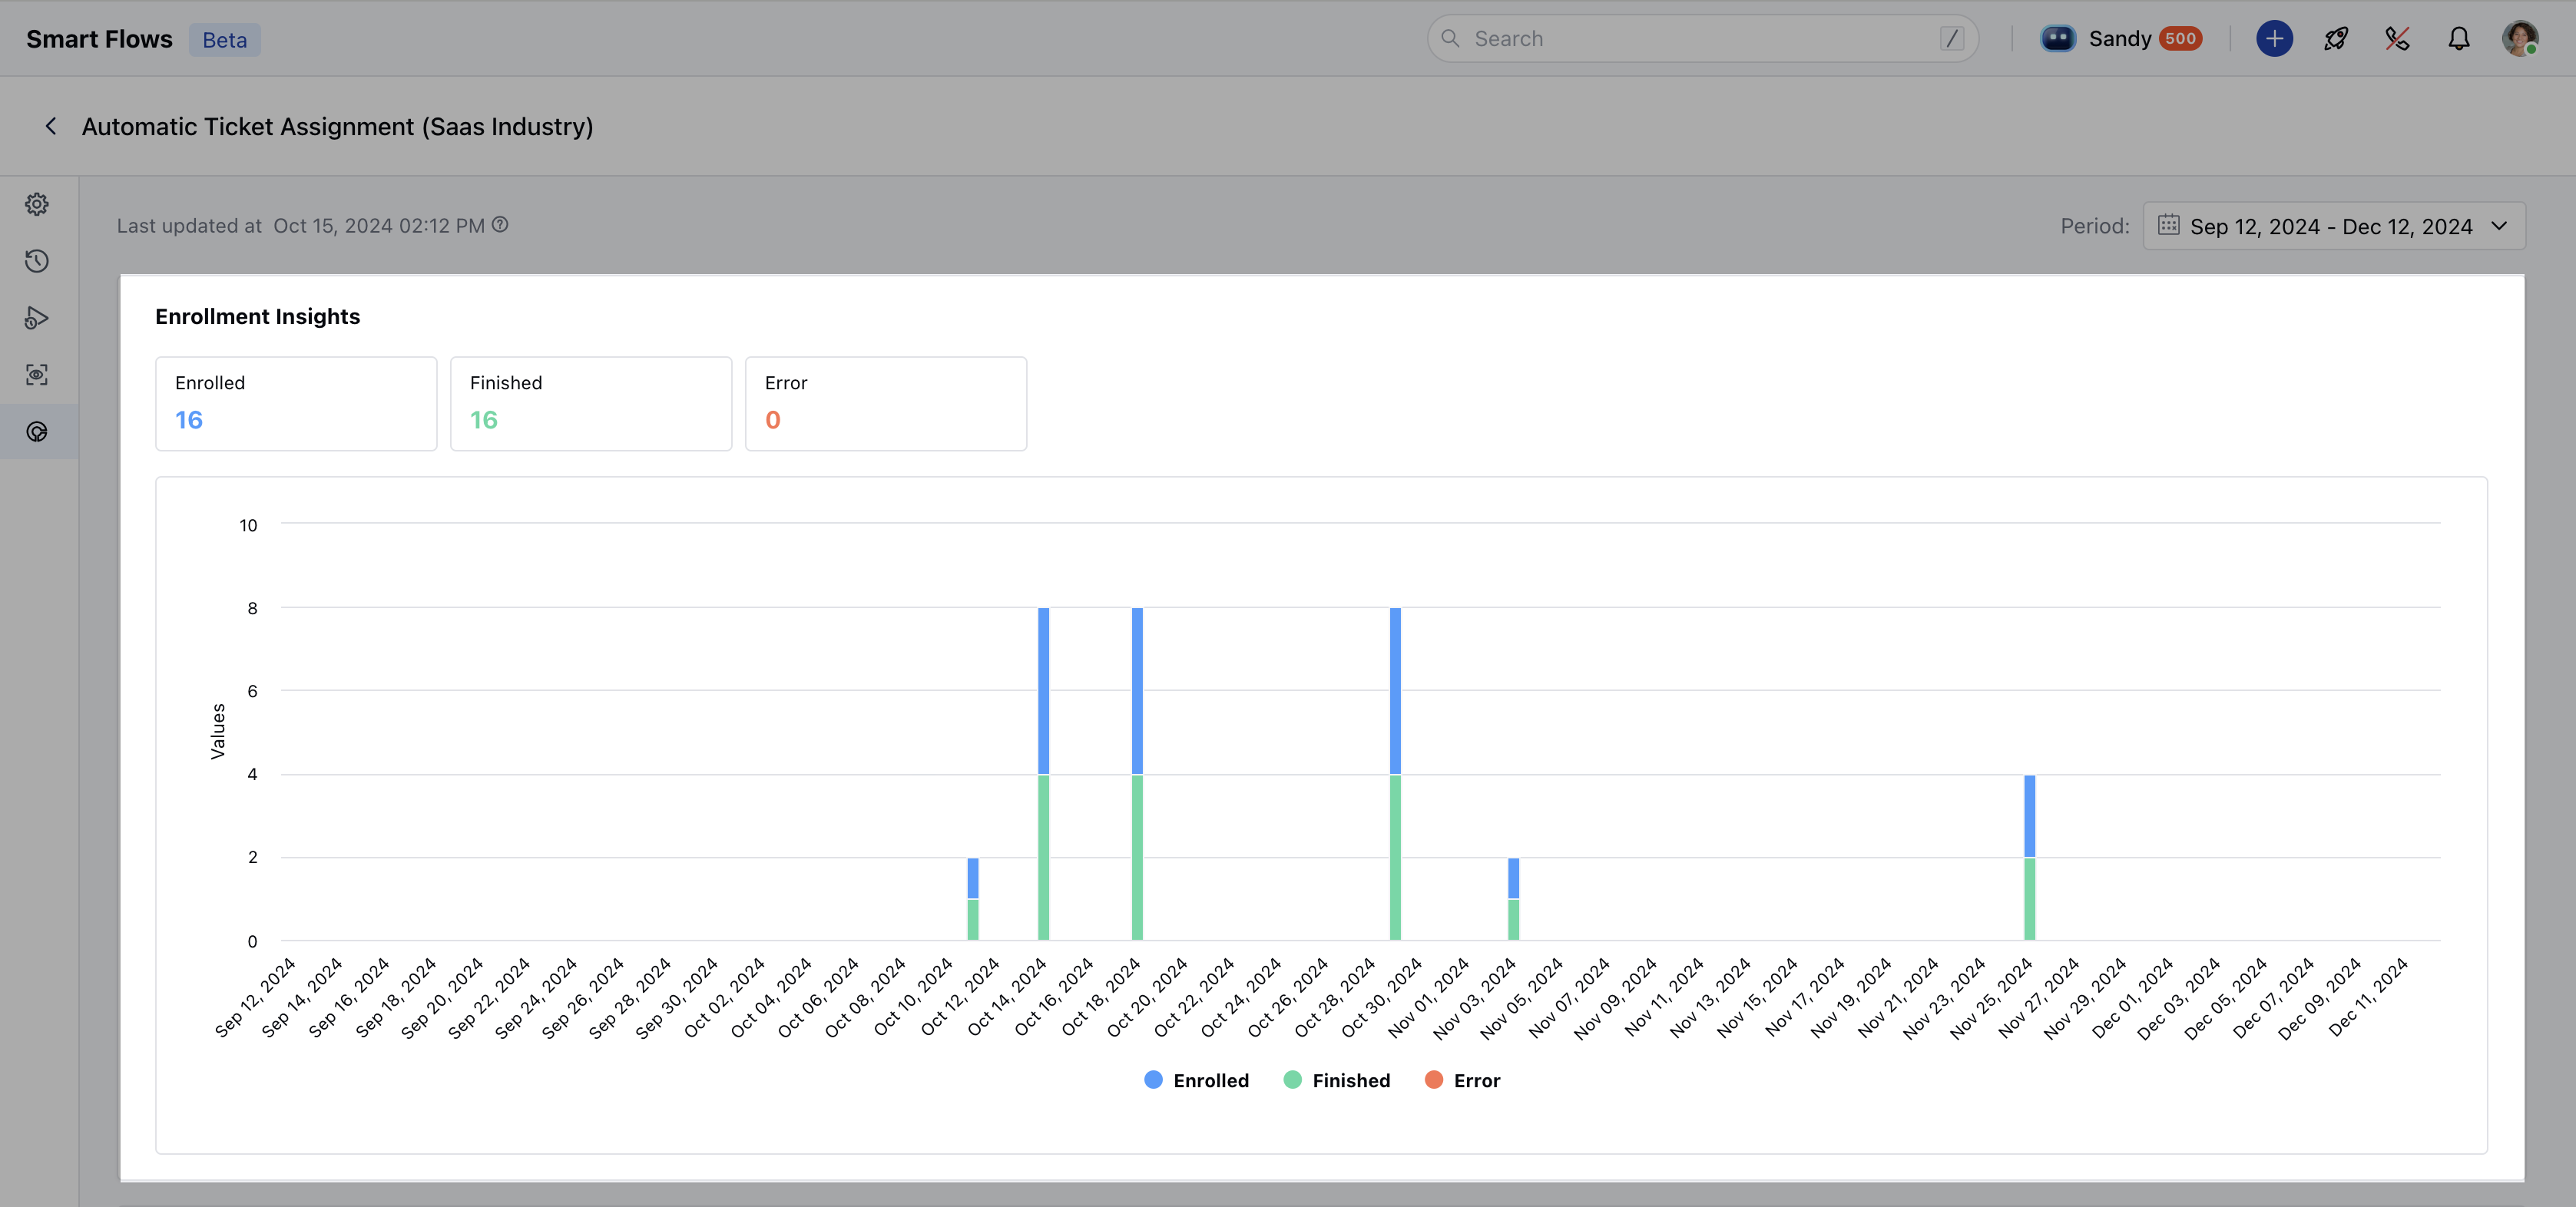 Smart Flows Beta Search / Sandy 500
Automatic Ticket Assignment (Saas Industry)
Last updated at Oct 15, 2024 02:12 PM Period: Sep 12, 2024 - Dec 12, 2024
Enrollment Insights
Enrolled Finished Error
16 16 0
10
8
6
4
2
0
Values
Sep 12, 2024 Sep 14, 2024 Sep 16, 2024 Sep 18, 2024 Sep 20, 2024 Sep 22, 2024 Sep 24, 2024 Sep 26, 2024 Sep 28, 2024 Sep 30, 2024 Oct 02, 2024 Oct 04, 2024 Oct 06, 2024 Oct 08, 2024 Oct 10, 2024 Oct 12, 2024 Oct 14, 2024 Oct 16, 2024 Oct 18, 2024 Oct 20, 2024 Oct 22, 2024 Oct 24, 2024 Oct 26, 2024 Oct 28, 2024 Oct 30, 2024 Nov 01, 2024 Nov 03, 2024 Nov 05, 2024 Nov 07, 2024 Nov 09, 2024 Nov 11, 2024 Nov 13, 2024 Nov 15, 2024 Nov 17, 2024 Nov 19, 2024 Nov 21, 2024 Nov 23, 2024 Nov 25, 2024 Nov 27, 2024 Nov 29, 2024 Dec 01, 2024 Dec 03, 2024 Dec 05, 2024 Dec 07, 2024 Dec 09, 2024 Dec 11, 2024
Enrolled Finished Error